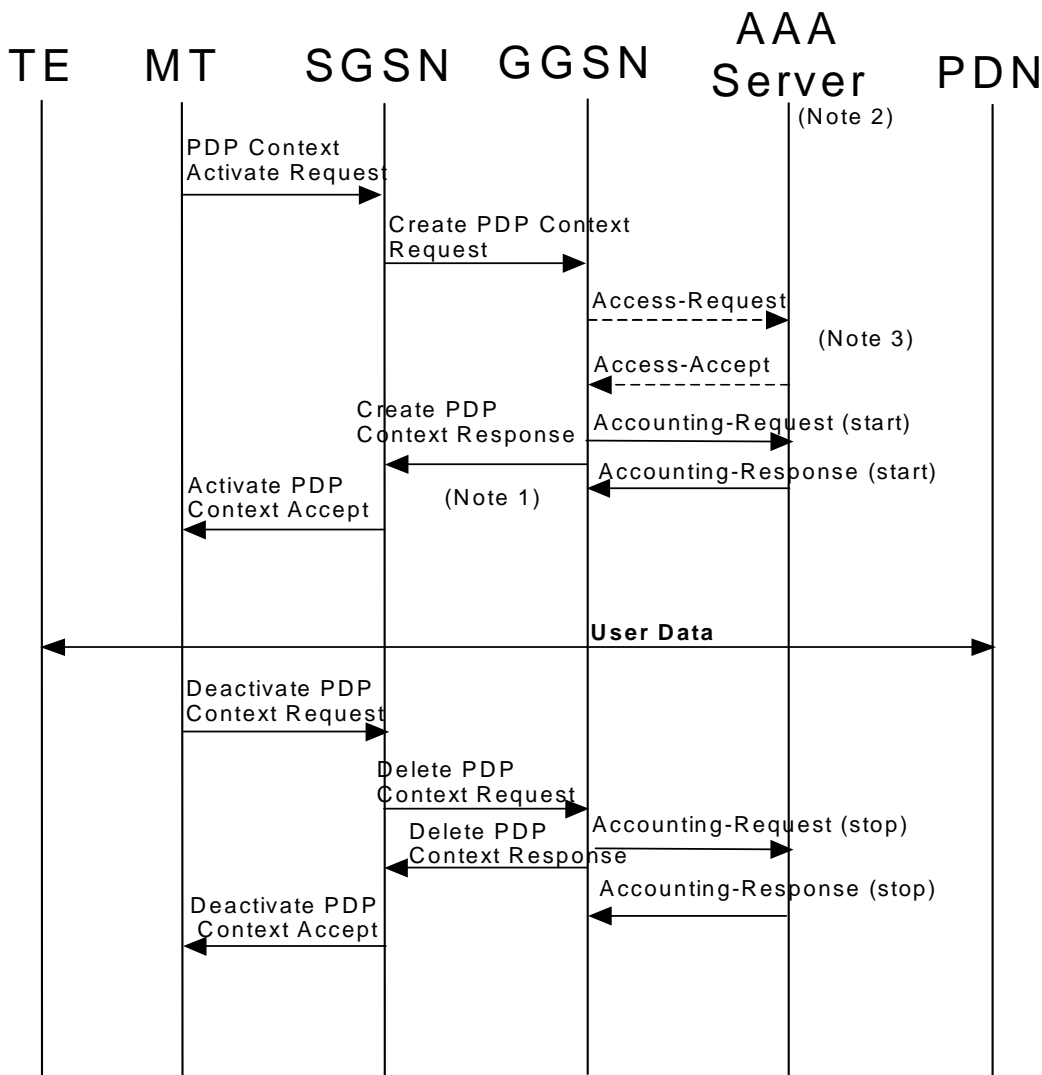 TE
MT
SGSN
GGSN
AAA
Server
PDN
(Note 2)
PDP Context
Activate Request
Create PDP Context
Request
Access-Request
(Note 3)
Access-Accept
Create PDP
Context Response
Accounting-Request (start)
Accounting-Response (start)
Activate PDP
Context Accept
(Note 1)
User Data
Deactivate PDP
Context Request
Delete PDP
Context Request
Accounting-Request (stop)
Delete PDP
Context Response
Accounting-Response (stop)
Deactivate PDP
Context Accept